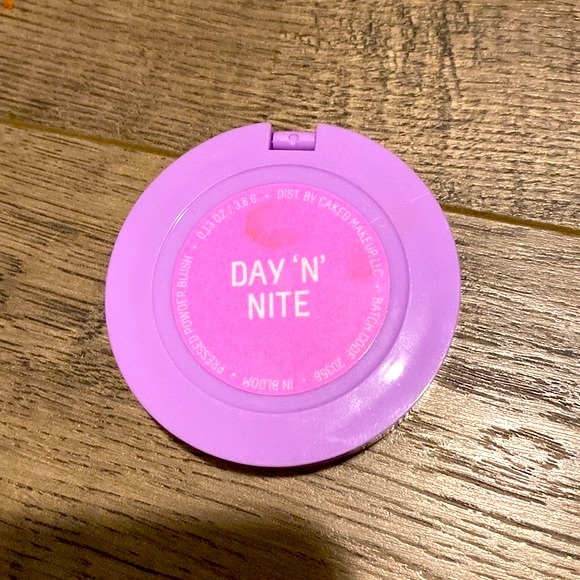 DAY 'N'
NITE
PRESSED POWDER BLUSH • 0.13 OZ / 3.8 G • DIST. BY CAKED MAKEUP, LLC. • BATCH CODE 20368 • IN BLOOM •